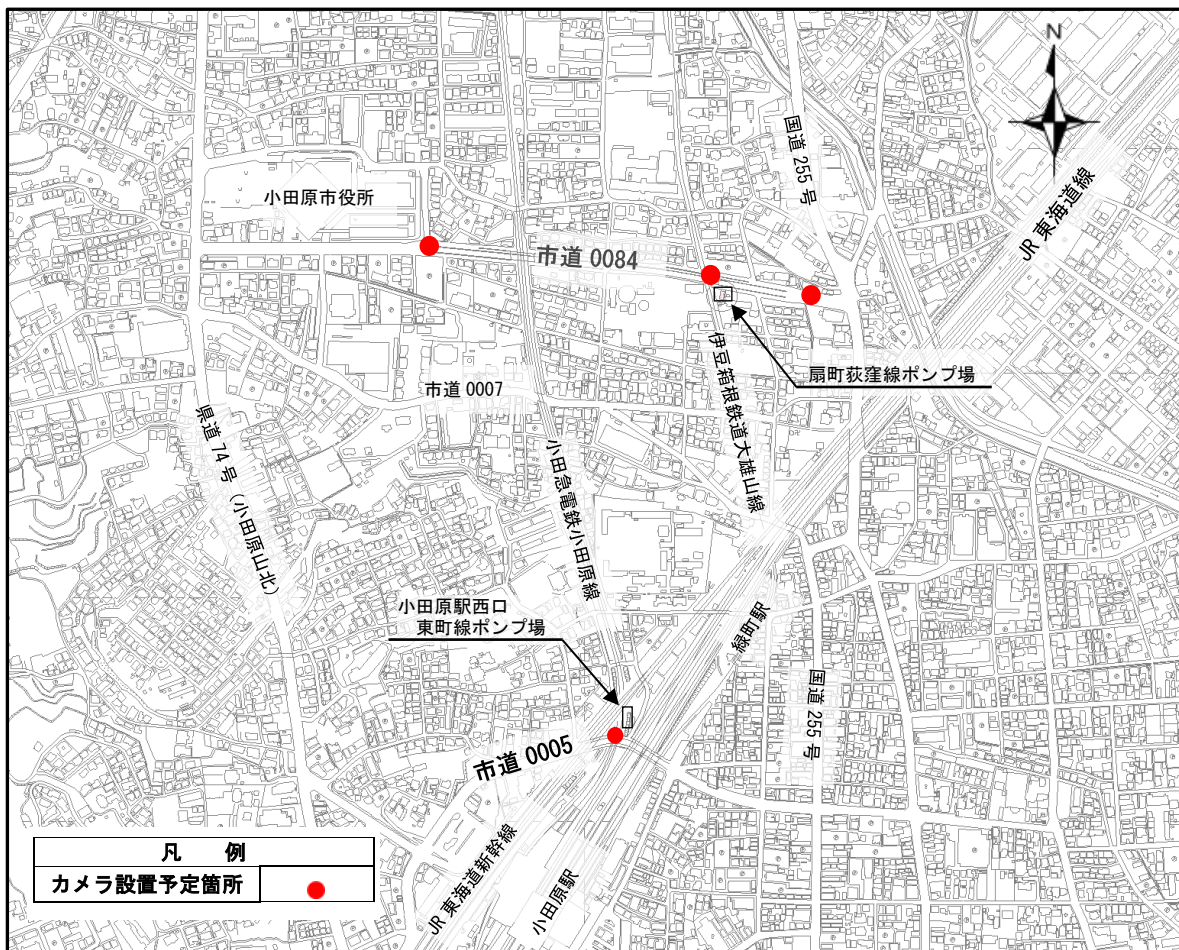 N
国道 255 号
JR 東海道線
小田原市役所
市道 0084
伊豆箱根鉄道大雄山線
扇町荻窪線ポンプ場
市道 0007
県道 74 号（小田原山北）
小田急電鉄小田原線
小田原駅西口
東町線ポンプ場
緑町駅
国道 255 号
市道 0005
JR 東海道新幹線
小田原駅
凡　例
カメラ設置予定箇所